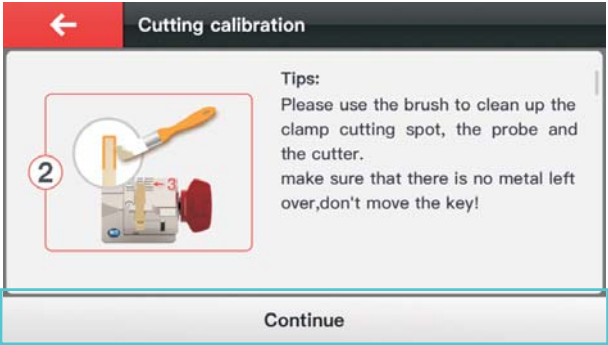 Cutting calibration
Tips:
Please use the brush to clean up the
clamp cutting spot, the probe and
the cutter.
make sure that there is no metal left
over,don't move the key!
2
3
Continue